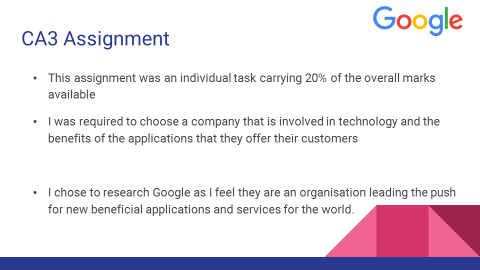 Google
CA3 Assignment
• This assignment was an individual task carrying 20% of the overall marks
available
• I was required to choose a company that is involved in technology and the
benefits of the applications that they offer their customers
• I chose to research Google as I feel they are an organisation leading the push
for new beneficial applications and services for the world.